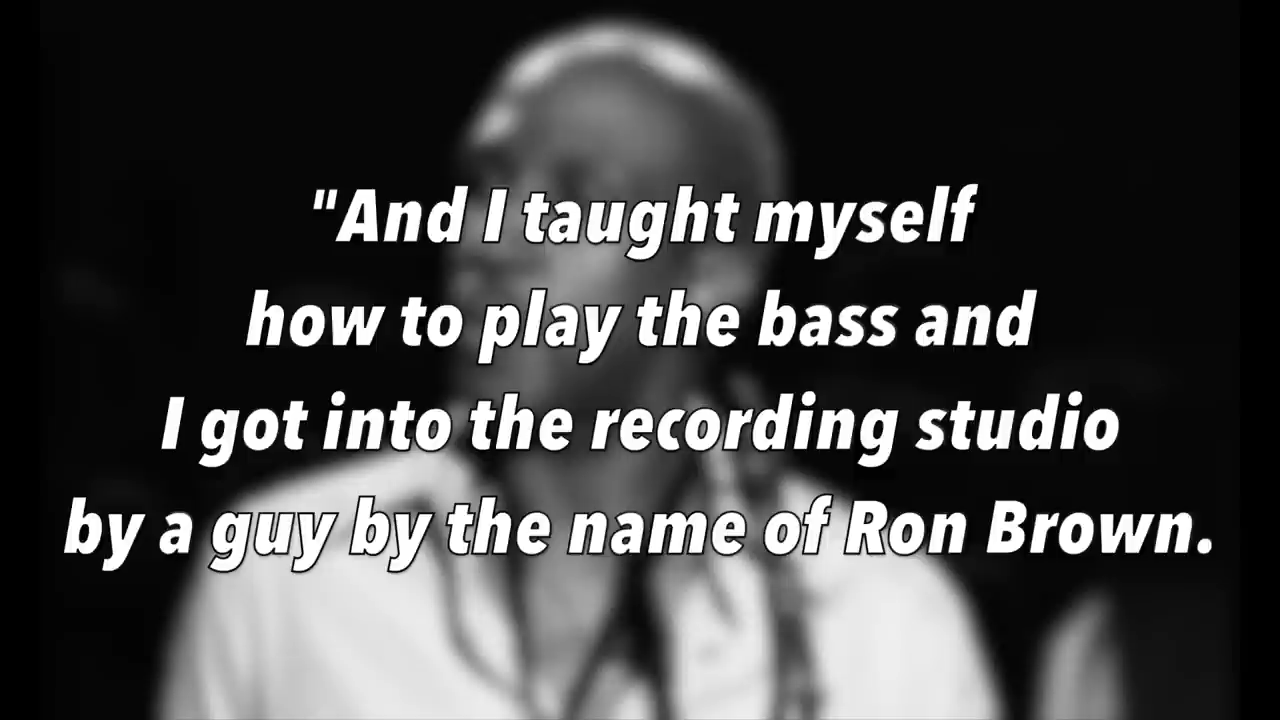 "And I taught myself
how to play the bass and
I got into the recording studio
by a guy by the name of Ron Brown.